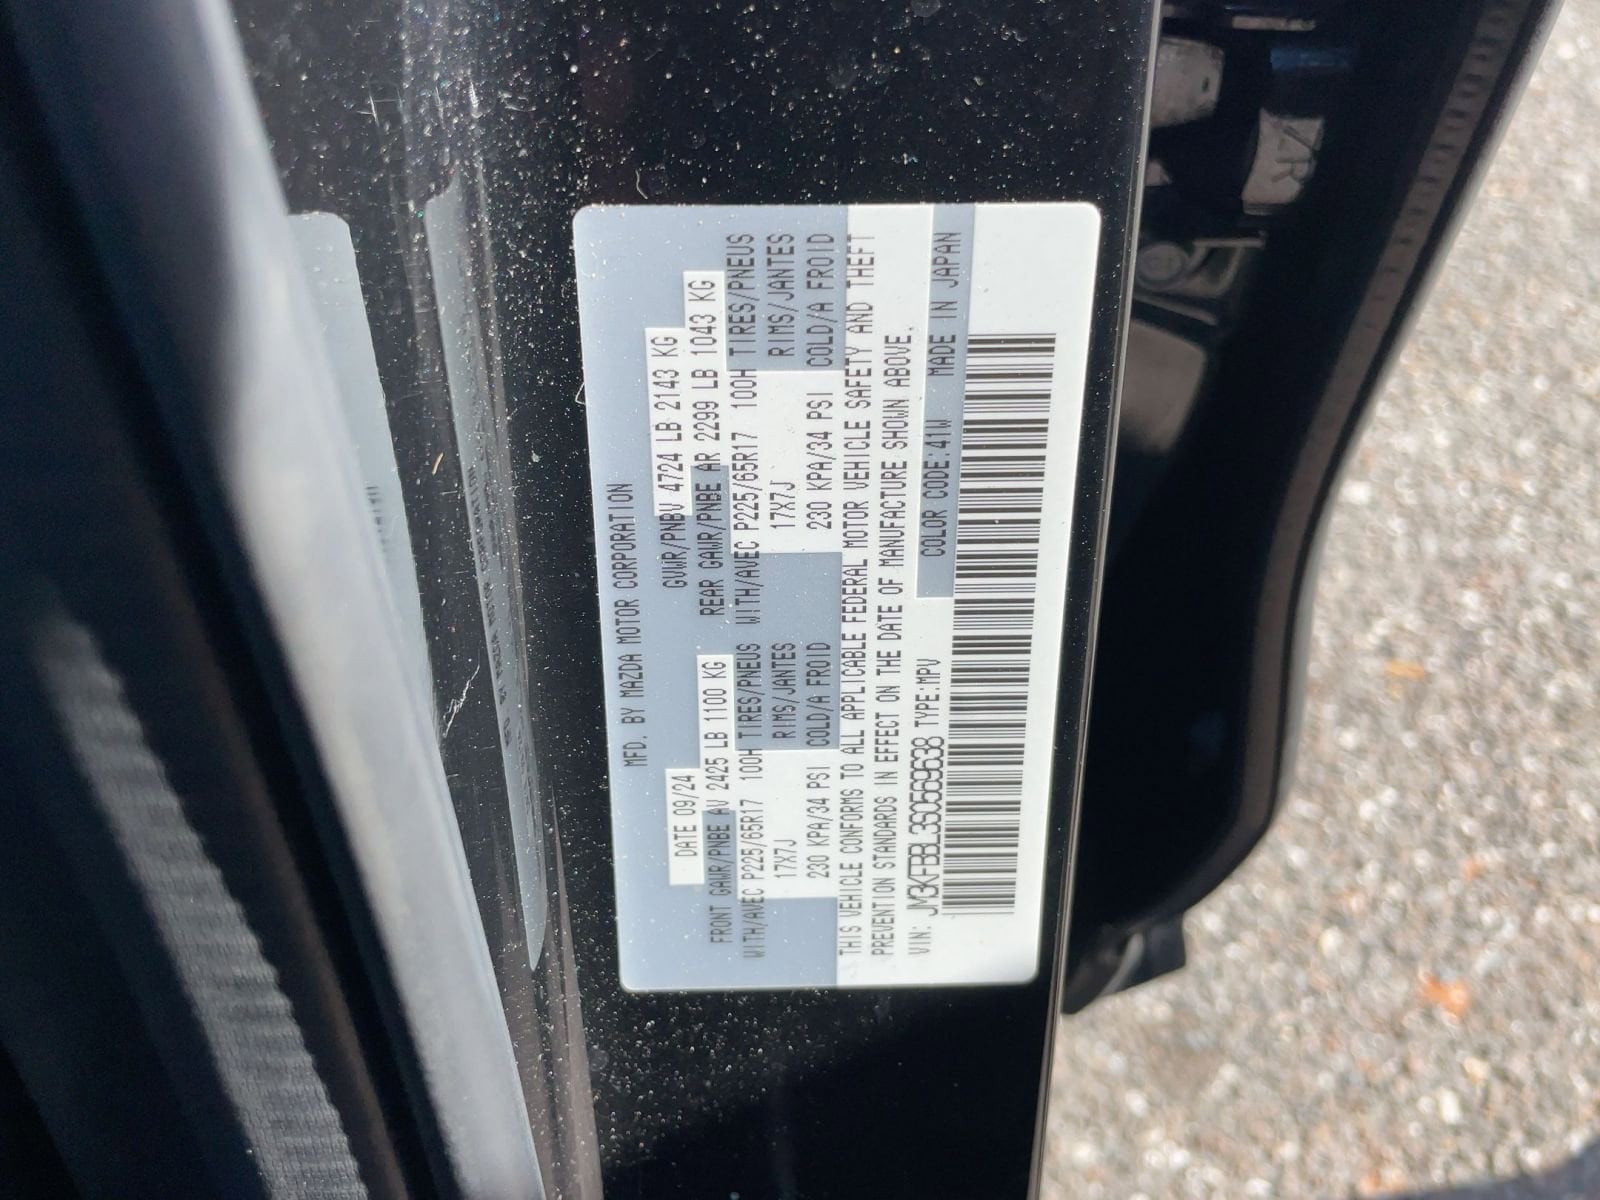 MFD. BY MAZDA MOTOR CORPORATION
DATE 09/24 GVWR/PNBV 4724 LB 2143 KG
FRONT GAWR/PNBE AV 2425 LB 1100 KG REAR GAWR/PNBE AR 2299 LB 1043 KG
WITH/AVEC P225/65R17 100H TIRES/PNEUS WITH/AVEC P225/65R17 100H TIRES/PNEUS
17X7J RIMS/JANTES 17X7J RIMS/JANTES
230 KPA/34 PSI COLD/A FROID 230 KPA/34 PSI COLD/A FROID
THIS VEHICLE CONFORMS TO ALL APPLICABLE FEDERAL MOTOR VEHICLE SAFETY AND THEFT
PREVENTION STANDARDS IN EFFECT ON THE DATE OF MANUFACTURE SHOWN ABOVE.
VIN: JM3KFBBL3S0569638 TYPE:MPV COLOR CODE:41W MADE IN JAPAN